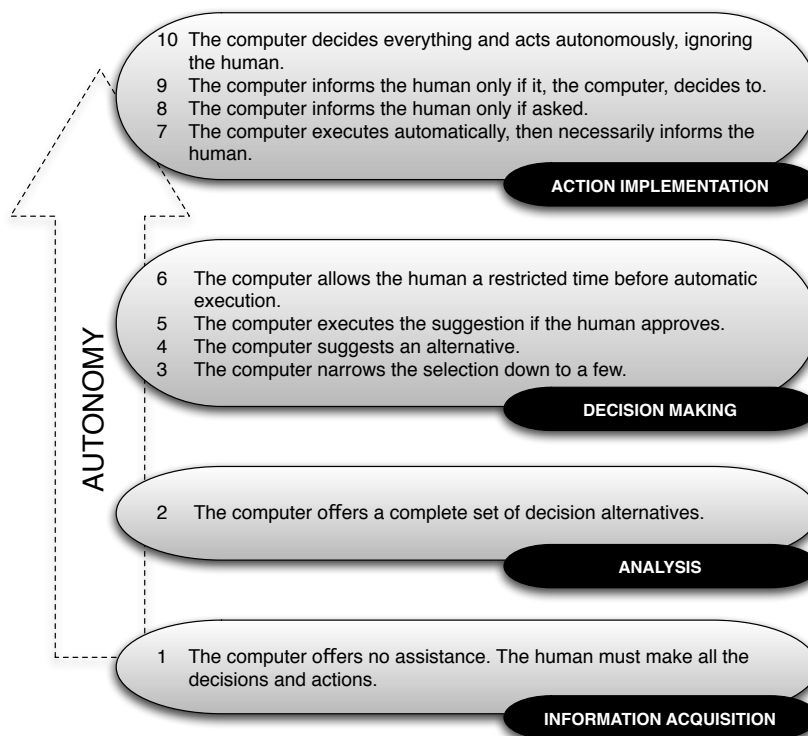 10 The computer decides everything and acts autonomously, ignoring
the human.
9 The computer informs the human only if it, the computer, decides to.
8 The computer informs the human only if asked.
7 The computer executes automatically, then necessarily informs the
human.
ACTION IMPLEMENTATION
6 The computer allows the human a restricted time before automatic
execution.
5 The computer executes the suggestion if the human approves.
4 The computer suggests an alternative.
3 The computer narrows the selection down to a few.
DECISION MAKING
AUTONOMY
2 The computer offers a complete set of decision alternatives.
ANALYSIS
1 The computer offers no assistance. The human must make all the
decisions and actions.
INFORMATION ACQUISITION